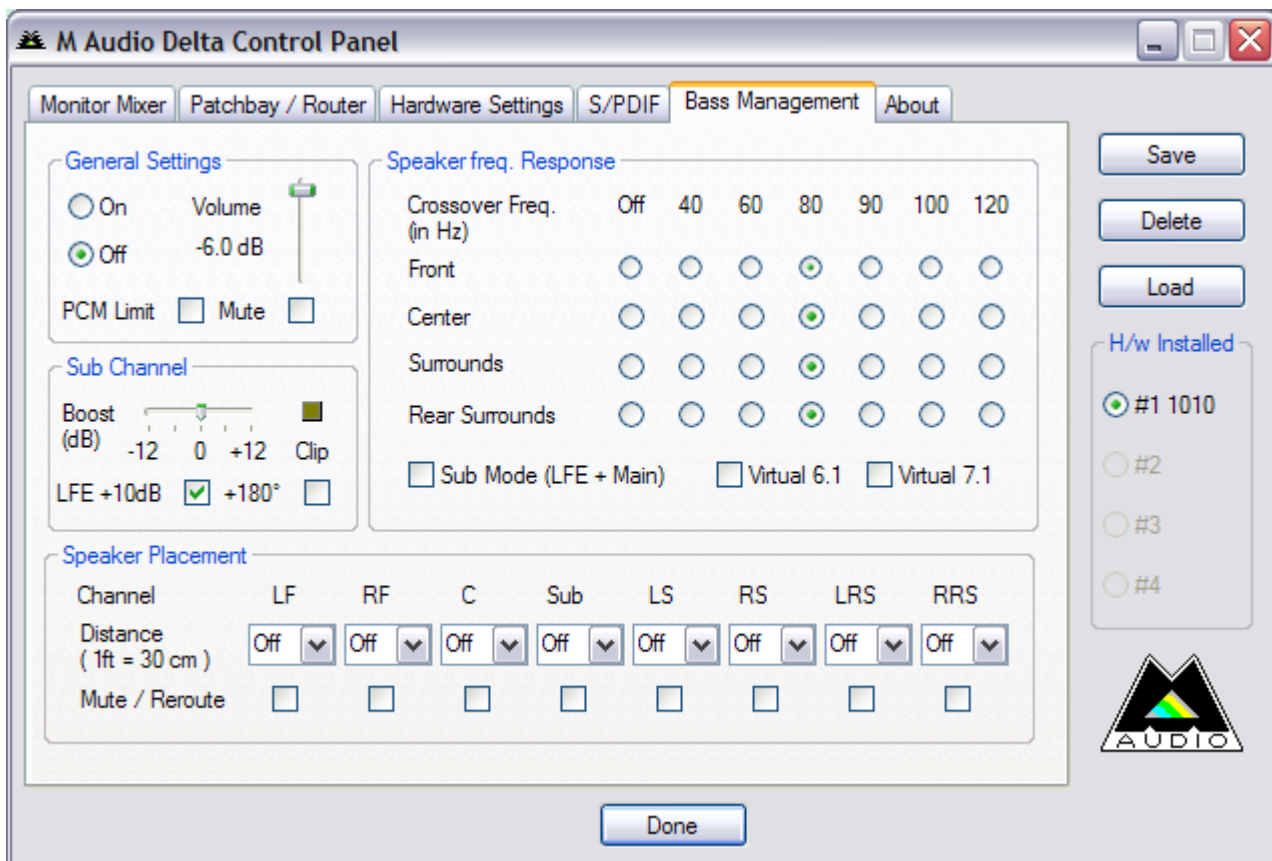 M Audio Delta Control Panel
Monitor Mixer Patchbay / Router Hardware Settings S/PDIF Bass Management About
General Settings
On Volume
Off -6.0 dB
PCM Limit Mute
Sub Channel
Boost
(dB)
-12 0 +12 Clip
LFE +10dB +180°
Speaker freq. Response
Crossover Freq. Off 40 60 80 90 100 120
(in Hz)
Front
Center
Surrounds
Rear Surrounds
Sub Mode (LFE + Main) Virtual 6.1 Virtual 7.1
Speaker Placement
Channel LF RF C Sub LS RS LRS RRS
Distance
( 1ft = 30 cm ) Off Off Off Off Off Off Off Off
Mute / Reroute
Save
Delete
Load
H/w Installed
#1 1010
#2
#3
#4
M
AUDIO
Done